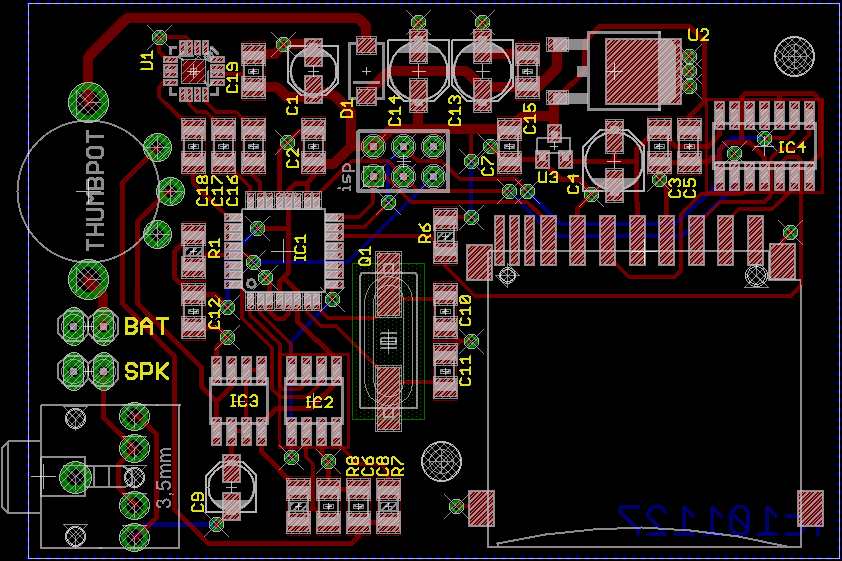 U2
U1
C19
C1
D1
C14
C13
C15
IC4
THUMBPOT
C18
C17
C16
C2
ISP
C7
U3
C4
C3
C5
R1
IC1
R6
Q1
C12
C10
BAT
SPK
C11
IC3
IC2
3,5mm
C9
R8
C6
C8
R7